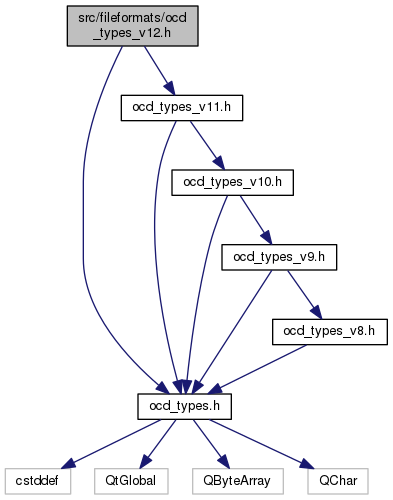 src/fileformats/ocd
_types_v12.h
ocd_types_v11.h
ocd_types_v10.h
ocd_types_v9.h
ocd_types_v8.h
ocd_types.h
cstddef
QtGlobal
QByteArray
QChar